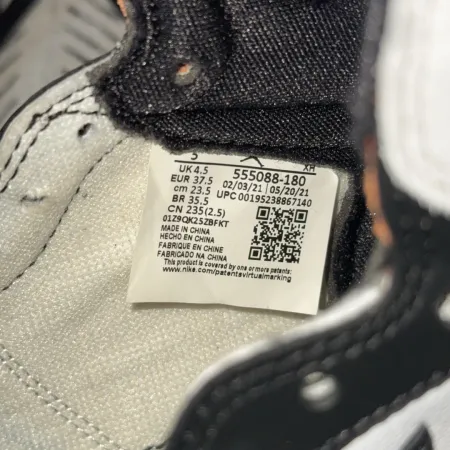 5 XH
UK 4.5 555088-180
EUR 37.5 02/03/21 05/20/21
cm 23.5 UPC 00195238867140
BR 35.5
CN 235(2.5)
01Z9QK25ZBFKT
MADE IN CHINA
HECHO EN CHINA
FABRIQUE EN CHINE
FABRICADO NA CHINA
This product is covered by one or more patents:
www.nike.com/patentsvirtualmarking